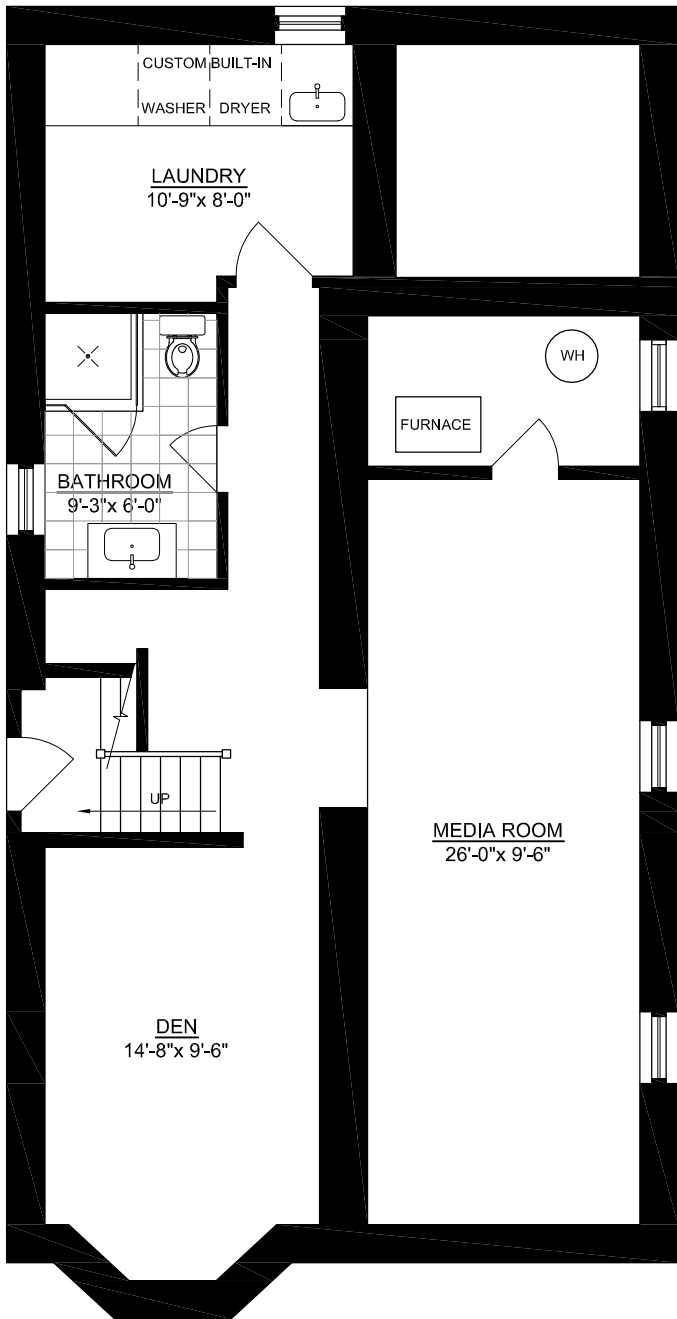 CUSTOM BUILT-IN
WASHER DRYER
LAUNDRY
10'-9"x 8'-0"
WH
FURNACE
BATHROOM
9'-3"x 6'-0"
UP
MEDIA ROOM
26'-0"x 9'-6"
DEN
14'-8"x 9'-6"